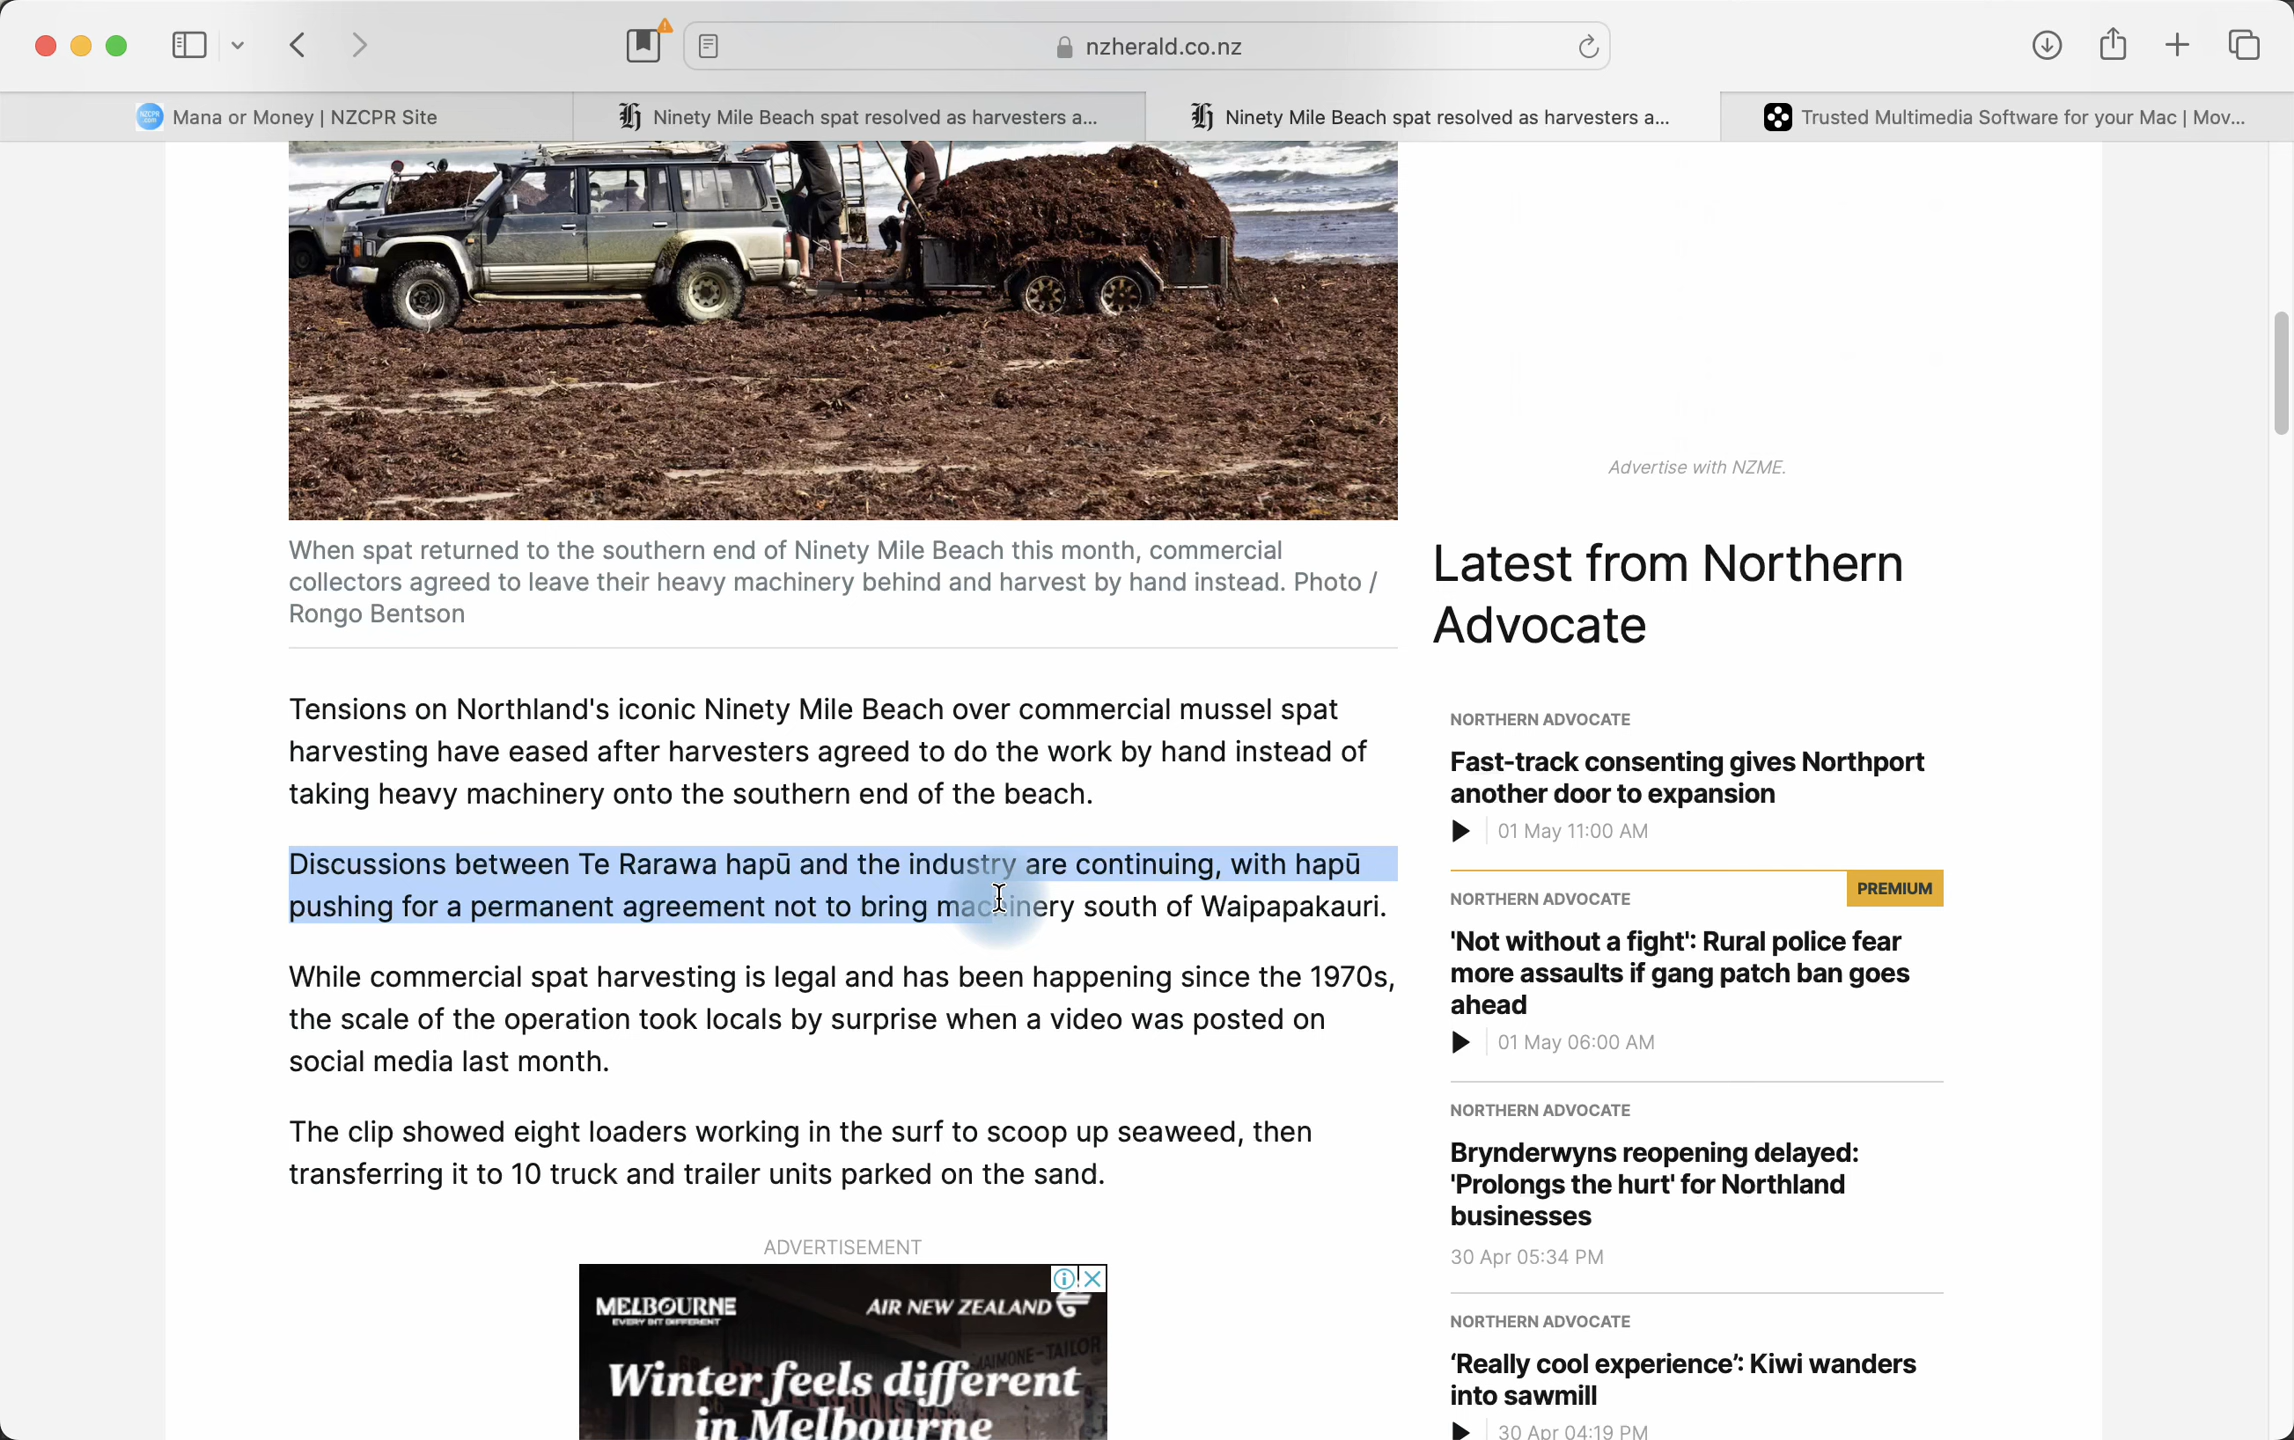 nzherald.co.nz
Mana or Money | NZCPR Site
Ninety Mile Beach spat resolved as harvesters a...
Ninety Mile Beach spat resolved as harvesters a...
Trusted Multimedia Software for your Mac | Mov...
When spat returned to the southern end of Ninety Mile Beach this month, commercial
collectors agreed to leave their heavy machinery behind and harvest by hand instead. Photo /
Rongo Bentson
Tensions on Northland's iconic Ninety Mile Beach over commercial mussel spat
harvesting have eased after harvesters agreed to do the work by hand instead of
taking heavy machinery onto the southern end of the beach.
Discussions between Te Rarawa hapū and the industry are continuing, with hapū
pushing for a permanent agreement not to bring machinery south of Waipapakauri.
While commercial spat harvesting is legal and has been happening since the 1970s,
the scale of the operation took locals by surprise when a video was posted on
social media last month.
The clip showed eight loaders working in the surf to scoop up seaweed, then
transferring it to 10 truck and trailer units parked on the sand.
ADVERTISEMENT
MELBOURNE
EVERY BIT DIFFERENT
AIR NEW ZEALAND
Winter feels different
in Melbourne
Advertise with NZME.
Latest from Northern
Advocate
NORTHERN ADVOCATE
Fast-track consenting gives Northport
another door to expansion
01 May 11:00 AM
PREMIUM
NORTHERN ADVOCATE
'Not without a fight': Rural police fear
more assaults if gang patch ban goes
ahead
01 May 06:00 AM
NORTHERN ADVOCATE
Brynderwyns reopening delayed:
'Prolongs the hurt' for Northland
businesses
30 Apr 05:34 PM
NORTHERN ADVOCATE
‘Really cool experience’: Kiwi wanders
into sawmill
30 Apr 04:19 PM